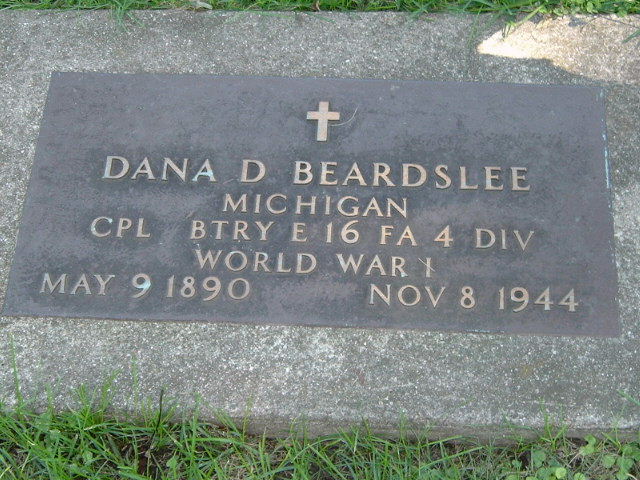 DANA D BEARDSLEE
MICHIGAN
CPL BTRY E 16 FA 4 DIV
WORLD WAR I
MAY 9 1890 NOV 8 1944